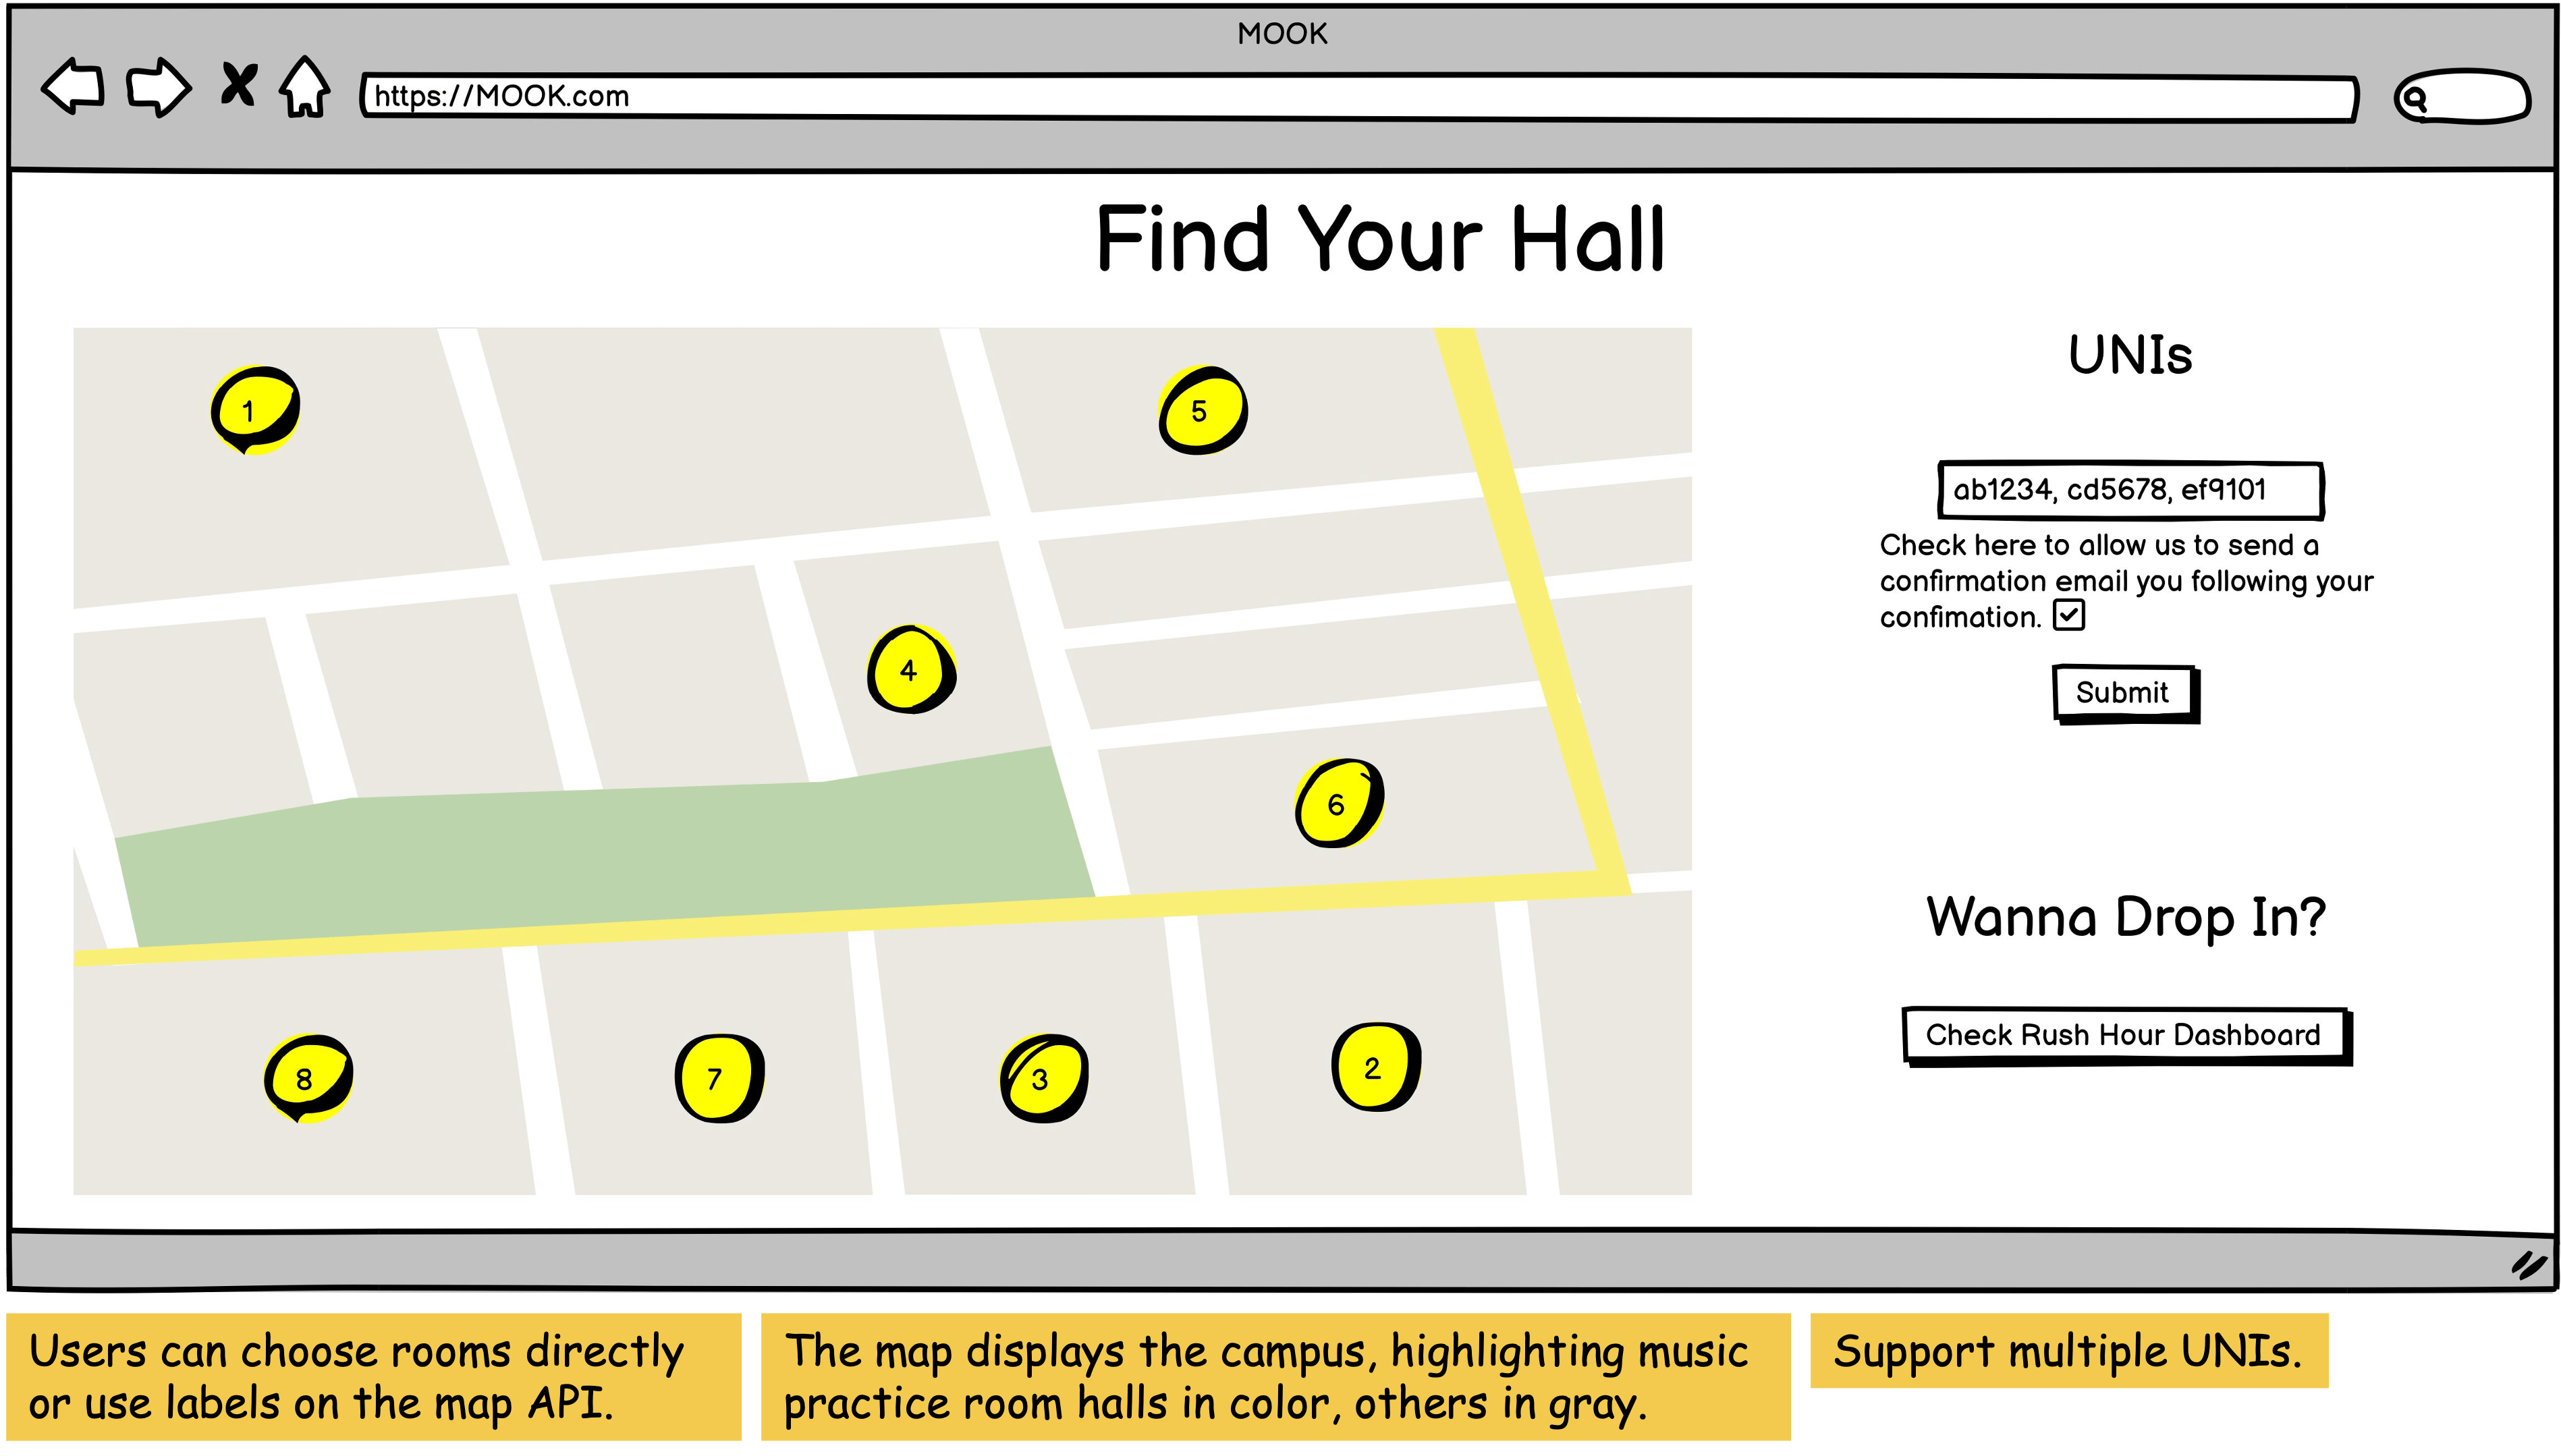 MOOK
https://MOOK.com
Find Your Hall
1
5
4
6
8
7
3
2
UNIs
ab1234, cd5678, ef9101
Check here to allow us to send a
confirmation email you following your
confimation.
Submit
Wanna Drop In?
Check Rush Hour Dashboard
Users can choose rooms directly
or use labels on the map API.
The map displays the campus, highlighting music
practice room halls in color, others in gray.
Support multiple UNIs.